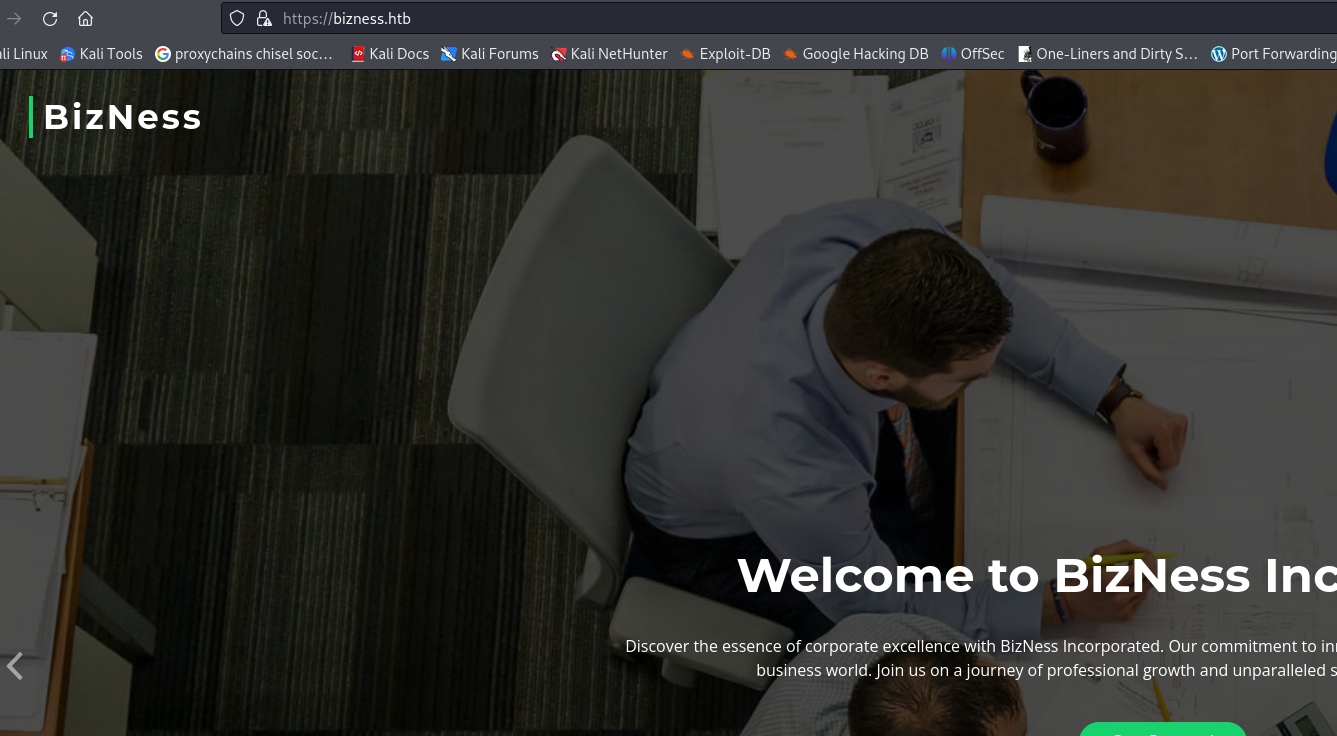 https://bizness.htb
ali Linux Kali Tools proxychains chisel soc... Kali Docs Kali Forums Kali NetHunter Exploit-DB Google Hacking DB OffSec One-Liners and Dirty S... Port Forwarding
BizNess
Welcome to BizNess Inc
Discover the essence of corporate excellence with BizNess Incorporated. Our commitment to in
business world. Join us on a journey of professional growth and unparalleled s